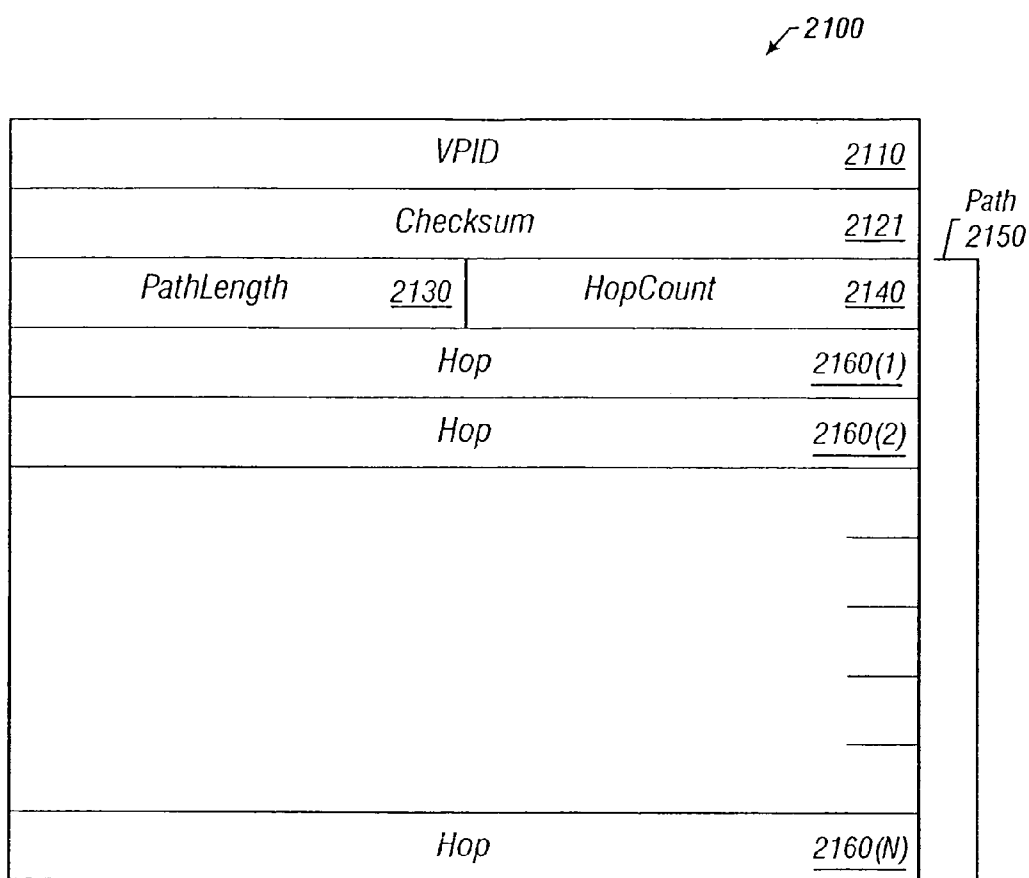 2100
VPID 2110
Checksum 2121
Path
2150
PathLength 2130 HopCount 2140
Hop 2160(1)
Hop 2160(2)
Hop 2160(N)